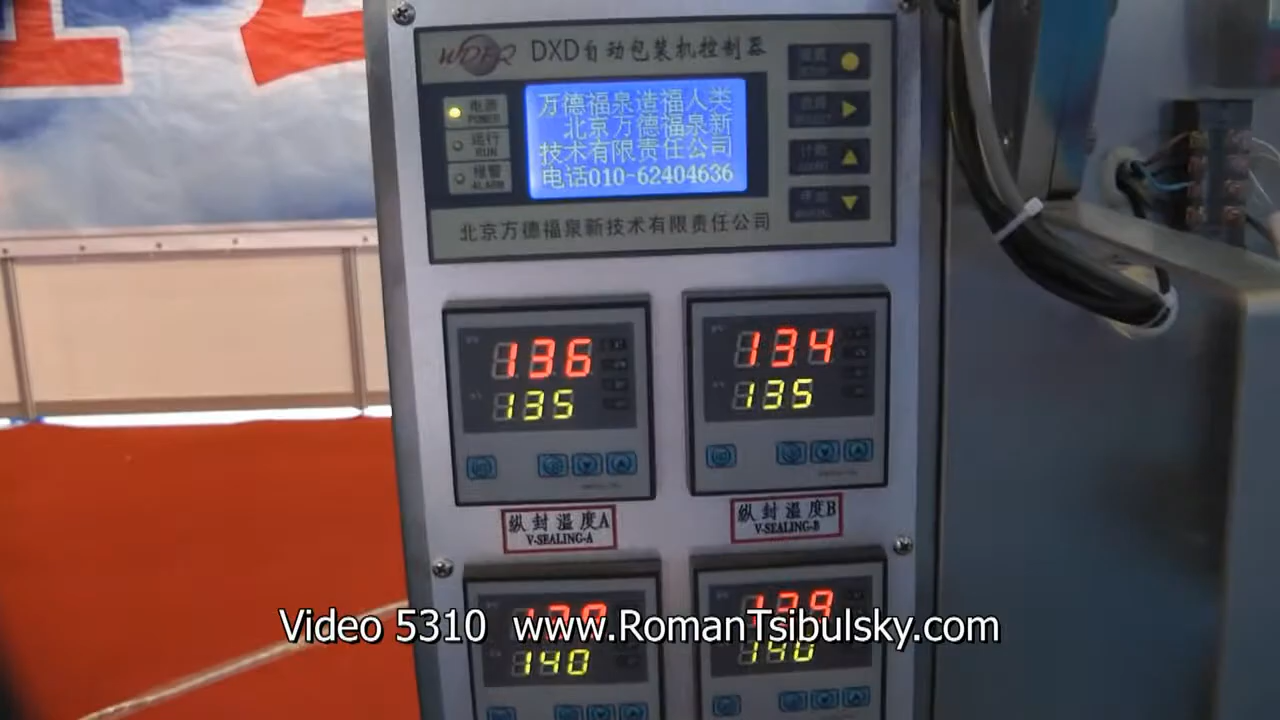 WDFQ DXD自动包装机控制器
电源
POWER
运行
RUN
报警
ALARM
万德福泉造福人类
北京万德福泉新
技术有限责任公司
电话010-62404636
计数
北京万德福泉新技术有限责任公司
136
135
134
135
纵封温度A
V-SEALING-A
纵封温度B
V-SEALING-B
139
140
140
Video 5310 www.RomanTsibulsky.com